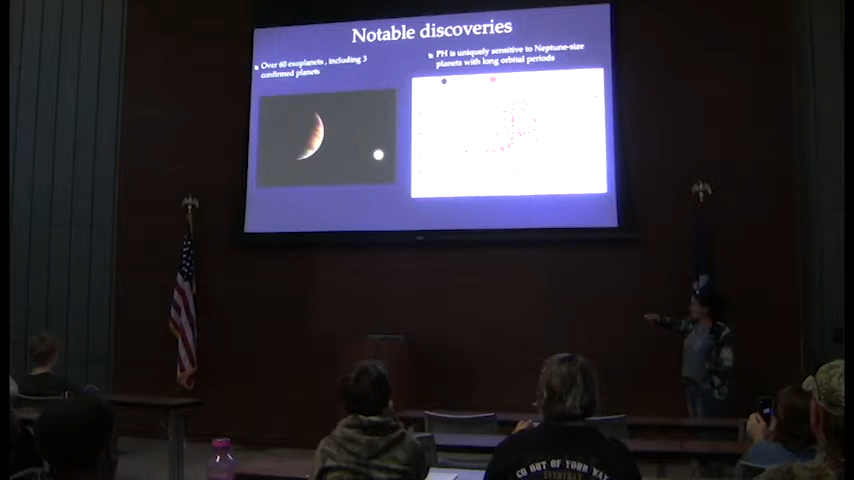 Notable discoveries
Over 60 exoplanets , including 3
confirmed planets
PH is uniquely sensitive to Neptune-size
planets with long orbital periods
GO OUT OF YOUR WAY